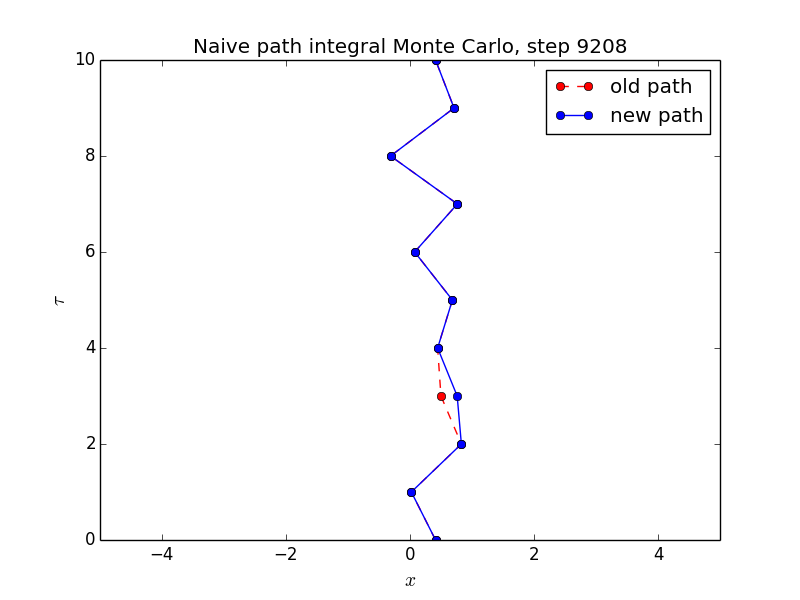 Naive path integral Monte Carlo, step 9208
old path
new path
10
8
6
4
2
0
τ
−4 −2 0 2 4
x